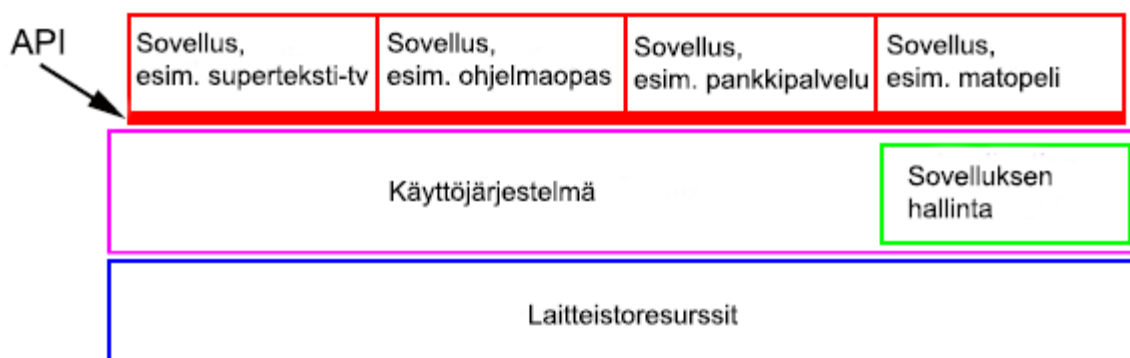 API
Sovellus,
esim. superteksti-tv
Sovellus,
esim. ohjelmaopas
Sovellus,
esim. pankkipalvelu
Sovellus,
esim. matopeli
Käyttöjärjestelmä
Sovelluksen
hallinta
Laitteistoresurssit